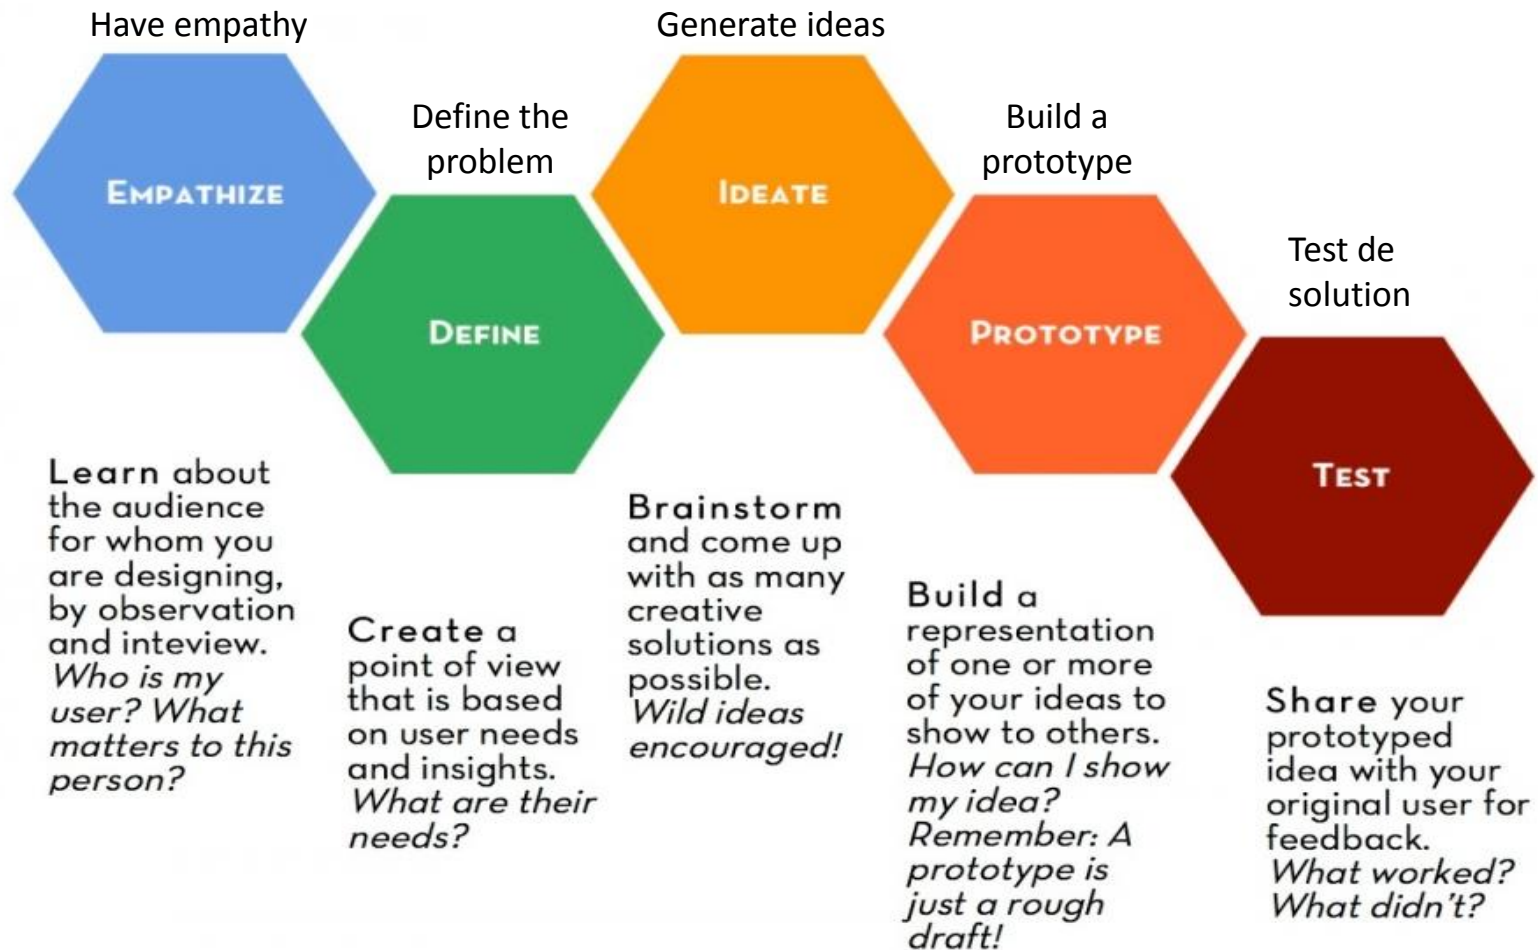 Have empathy
EMPATHIZE
Learn about
the audience
for whom you
are designing,
by observation
and inteview.
Who is my
user? What
matters to this
person?
Define the
problem
DEFINE
Create a
point of view
that is based
on user needs
and insights.
What are their
needs?
Generate ideas
IDEATE
Brainstorm
and come up
with as many
creative
solutions as
possible.
Wild ideas
encouraged!
Build a
prototype
PROTOTYPE
Build a
representation
of one or more
of your ideas to
show to others.
How can I show
my idea?
Remember: A
prototype is
just a rough
draft!
Test de
solution
TEST
Share your
prototyped
idea with your
original user for
feedback.
What worked?
What didn't?